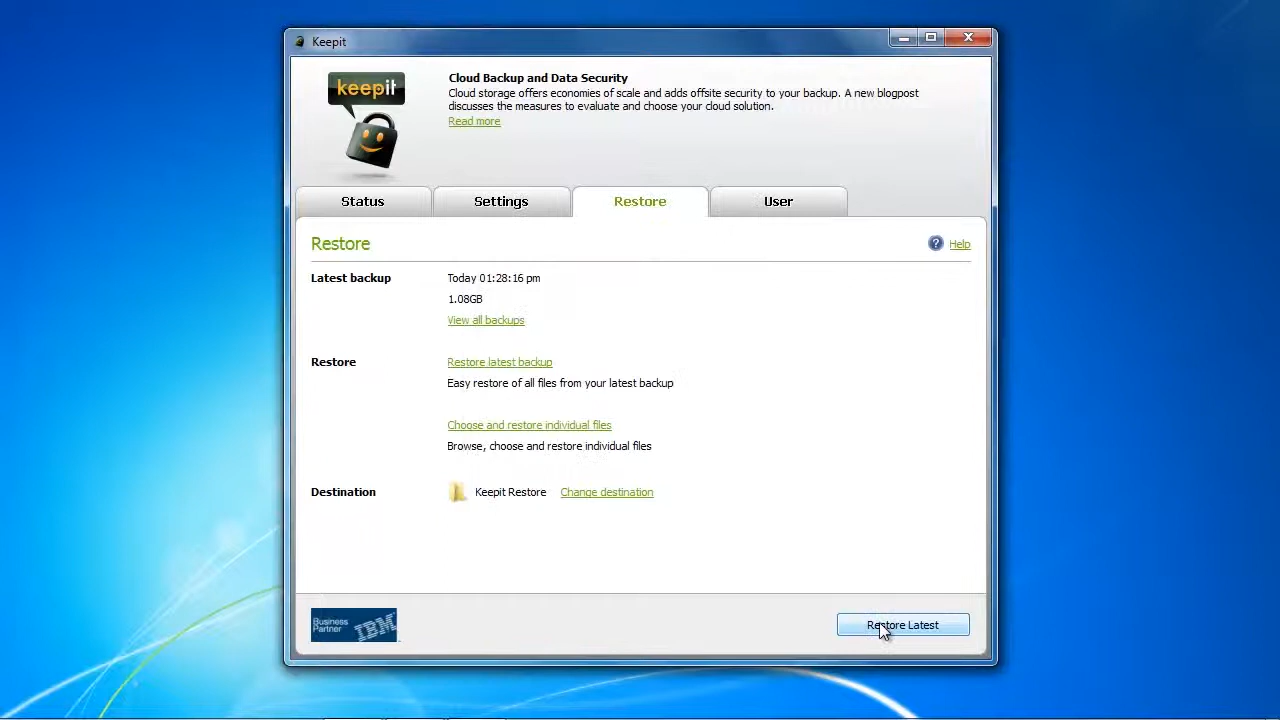 Keepit
keepit
Cloud Backup and Data Security
Cloud storage offers economies of scale and adds offsite security to your backup. A new blogpost
discusses the measures to evaluate and choose your cloud solution.
Read more
Status
Settings
Restore
User
Restore
? Help
Latest backup
Today 01:28:16 pm
1.08GB
View all backups
Restore
Restore latest backup
Easy restore of all files from your latest backup
Choose and restore individual files
Browse, choose and restore individual files
Destination
Keepit Restore
Change destination
Business
Partner
IBM
Restore Latest